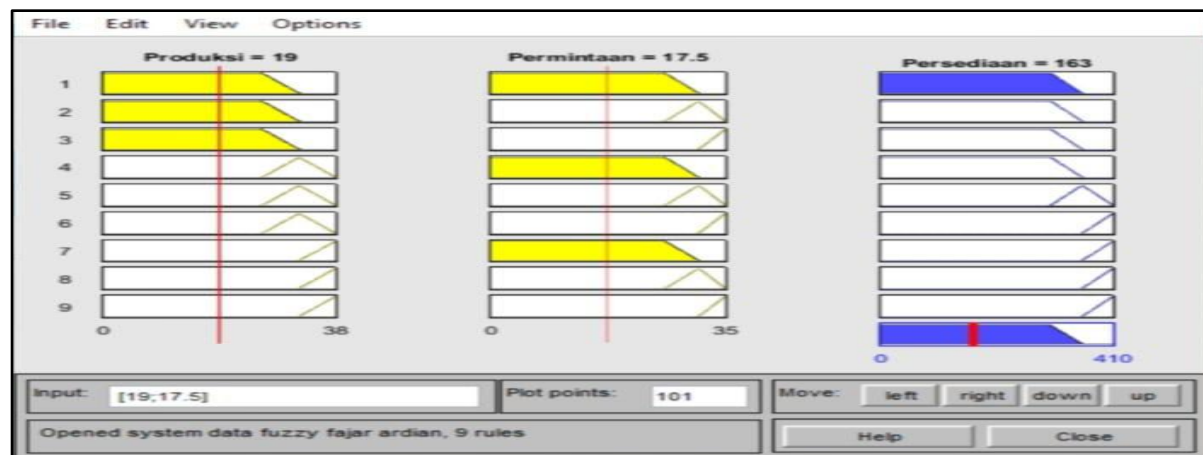 File Edit View Options
Produksi = 19 Permintaan = 17.5 Persediaan = 163
1
2
3
4
5
6
7
8
9
0 38 0 35
0 410
Input: [19;17.5] Plot points: 101 Move: left right down up
Opened system data fuzzy fajar ardian, 9 rules Help Close